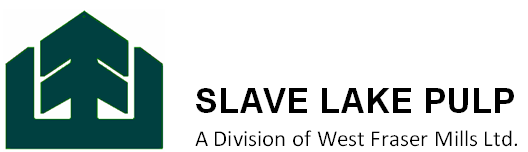 SLAVE LAKE PULP
A Division of West Fraser Mills Ltd.